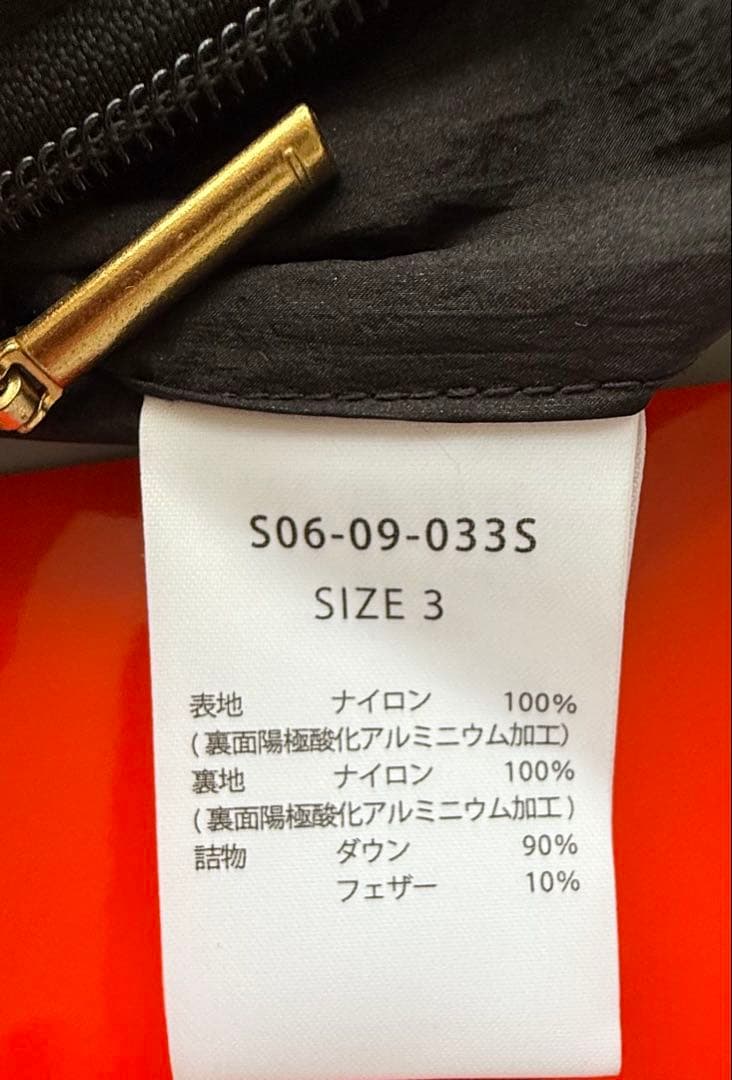 S06-09-033S
SIZE 3
表地 ナイロン 100%
(裏面陽極酸化アルミニウム加工)
裏地 ナイロン 100%
(裏面陽極酸化アルミニウム加工)
詰物 ダウン 90%
フェザー 10%